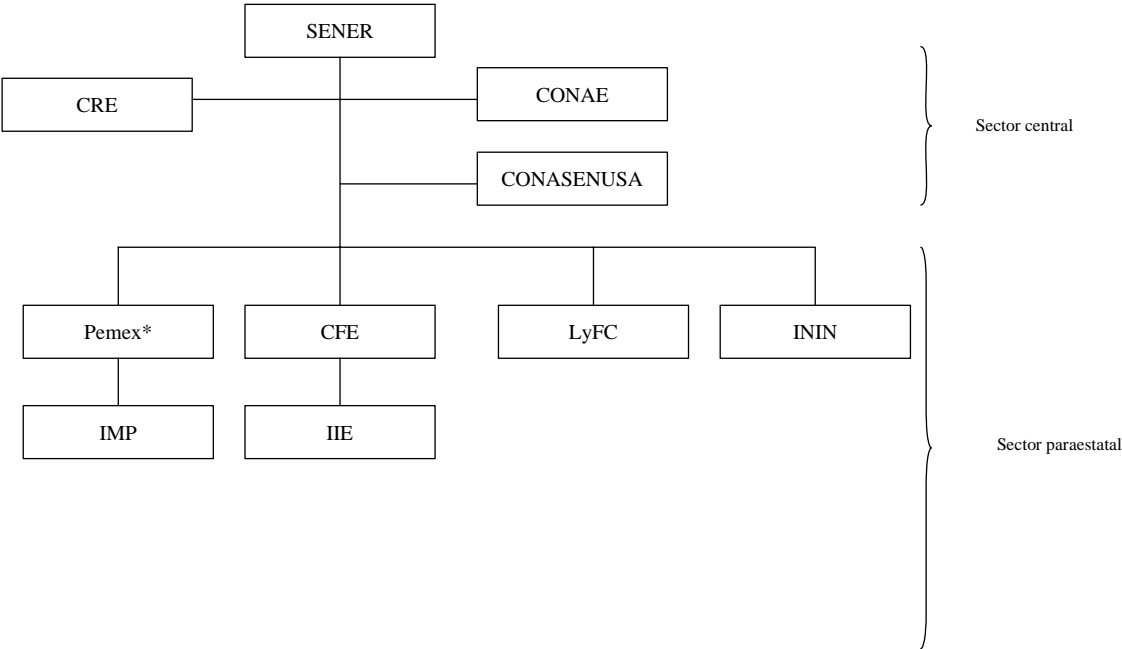 SENER
CRE
CONAE
Sector central
CONASENUSA
Pemex*
CFE
LyFC
ININ
IMP
IIE
Sector paraestatal